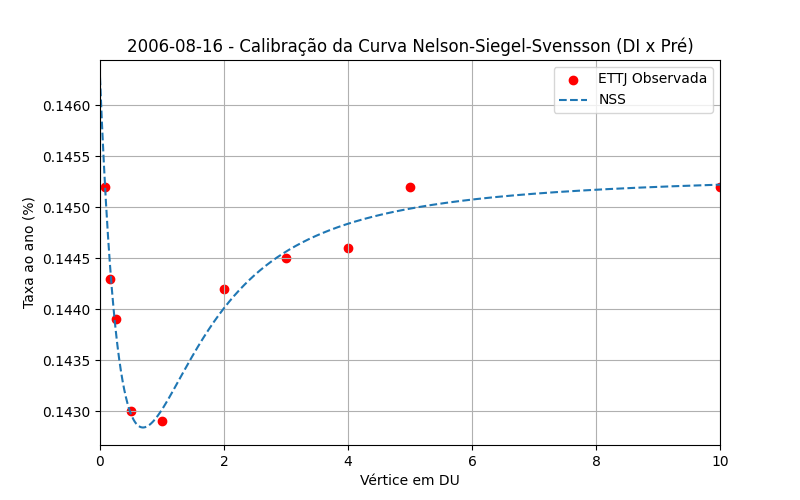 2006-08-16 - Calibração da Curva Nelson-Siegel-Svensson (DI x Pré)
ETTJ Observada
NSS
Taxa ao ano (%)
0.1460
0.1455
0.1450
0.1445
0.1440
0.1435
0.1430
0 2 4 6 8 10
Vértice em DU